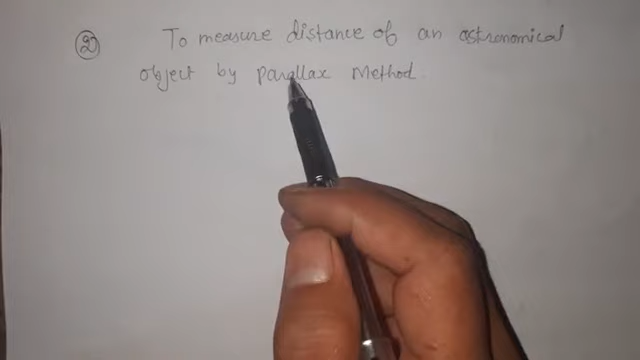 ② To measure distance of an astronomical
object by Parallax Method